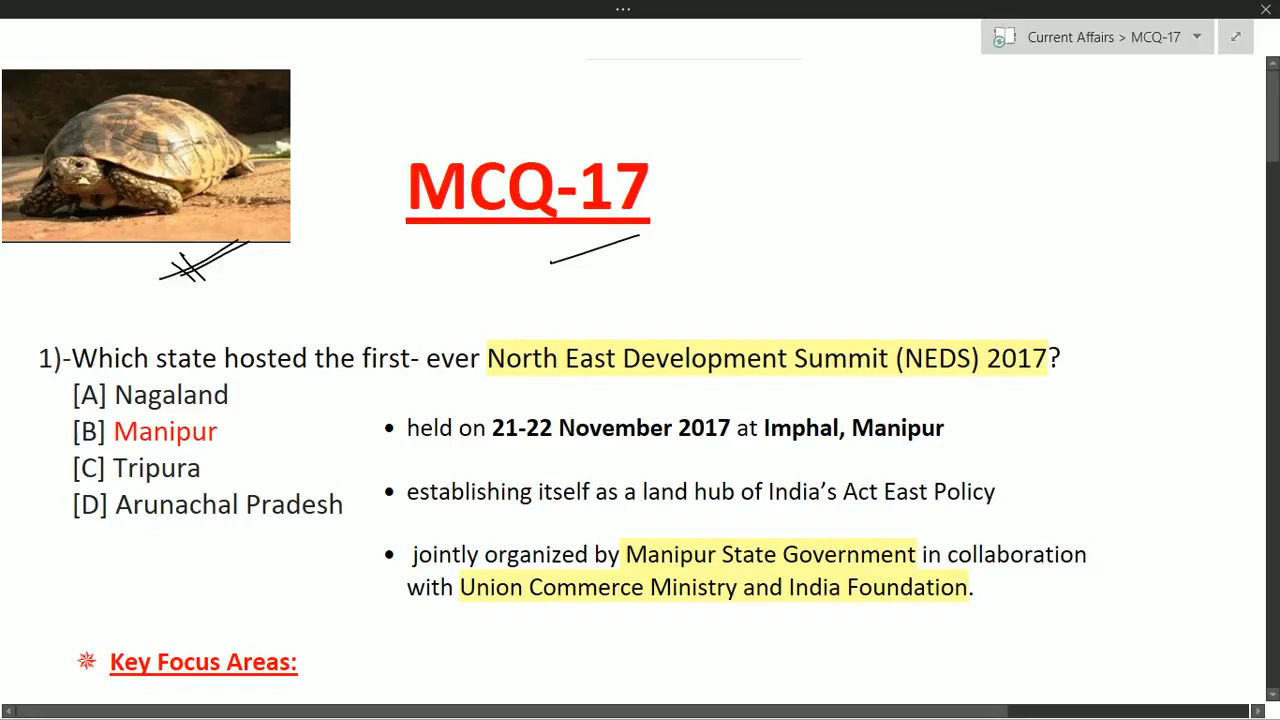 Current Affairs > MCQ-17
MCQ-17
1)-Which state hosted the first- ever North East Development Summit (NEDS) 2017?
[A] Nagaland
[B] Manipur
[C] Tripura
[D] Arunachal Pradesh
• held on 21-22 November 2017 at Imphal, Manipur
• establishing itself as a land hub of India’s Act East Policy
• jointly organized by Manipur State Government in collaboration
with Union Commerce Ministry and India Foundation.
Key Focus Areas: